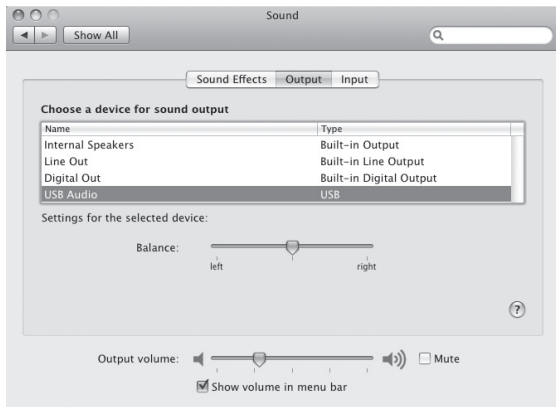 Sound
Show All
Sound Effects Output Input
Choose a device for sound output
Name Type
Internal Speakers Built-in Output
Line Out Built-in Line Output
Digital Out Built-in Digital Output
USB Audio USB
Settings for the selected device:
Balance:
left right
?
Output volume: Mute
Show volume in menu bar